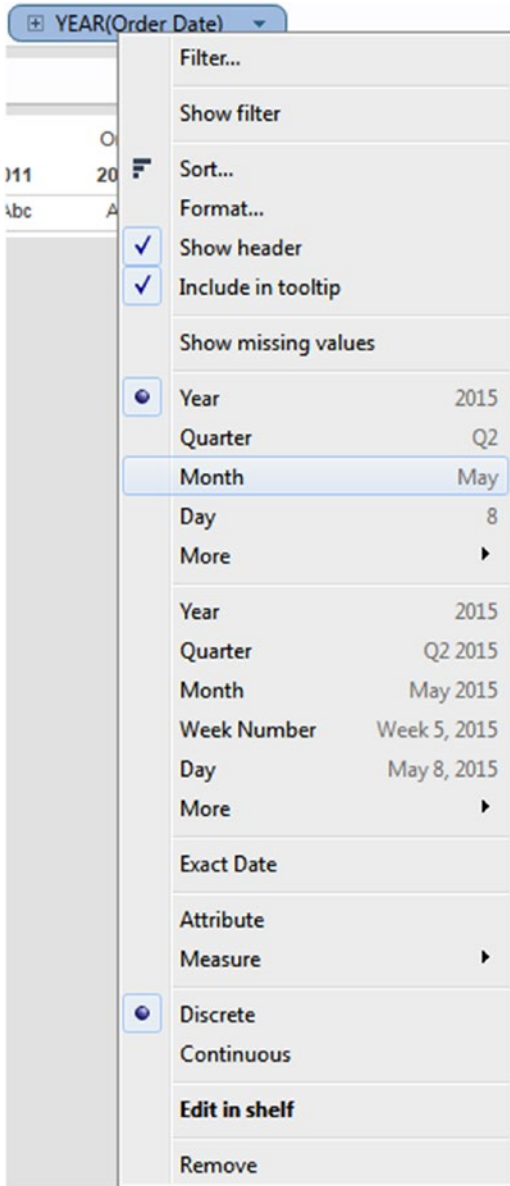 YEAR(Order Date)
Filter...
Show filter
O
011 20
Sort...
Abc A
Format...
Show header
Include in tooltip
Show missing values
Year 2015
Quarter Q2
Month May
Day 8
More
Year 2015
Quarter Q2 2015
Month May 2015
Week Number Week 5, 2015
Day May 8, 2015
More
Exact Date
Attribute
Measure
Discrete
Continuous
Edit in shelf
Remove